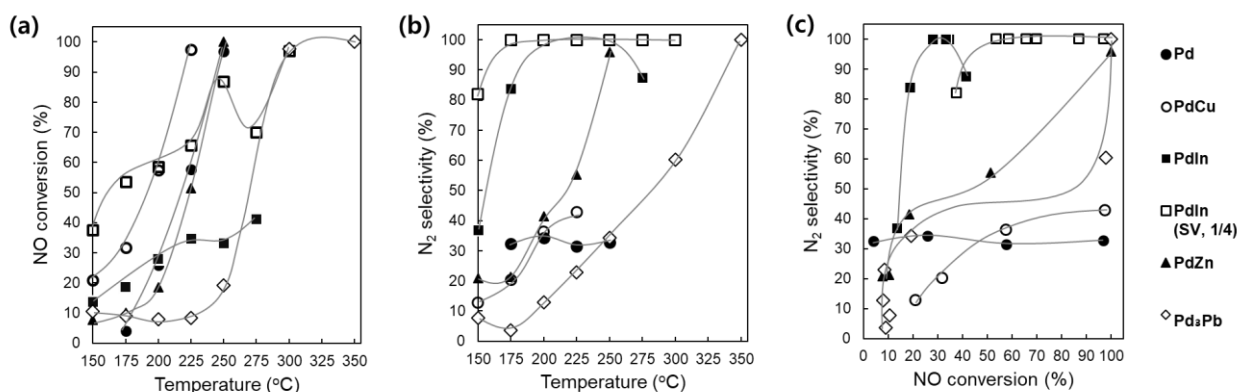 (a)
NO conversion (%)
100
90
80
70
60
50
40
30
20
10
0
150 175 200 225 250 275 300 325 350
Temperature (°C)
(b)
N₂ selectivity (%)
100
90
80
70
60
50
40
30
20
10
0
150 175 200 225 250 275 300 325 350
Temperature (°C)
(c)
N₂ selectivity (%)
100
90
80
70
60
50
40
30
20
10
0
0 10 20 30 40 50 60 70 80 90 100
NO conversion (%)
Pd
PdCu
PdIn
PdIn
(SV, 1/4)
PdZn
Pd₃Pb